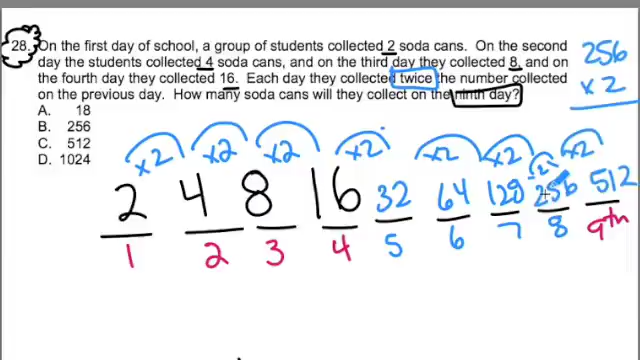 28. On the first day of school, a group of students collected 2 soda cans. On the second
day the students collected 4 soda cans, and on the third day they collected 8, and on
the fourth day they collected 16. Each day they collected twice the number collected
on the previous day. How many soda cans will they collect on the ninth day?
A. 18
B. 256
C. 512
D. 1024
256
x 2
x2 x2 x2 x2 x2 x2 x2 x2
2 4 8 16 32 64 128 256 512
1 2 3 4 5 6 7 8 9th